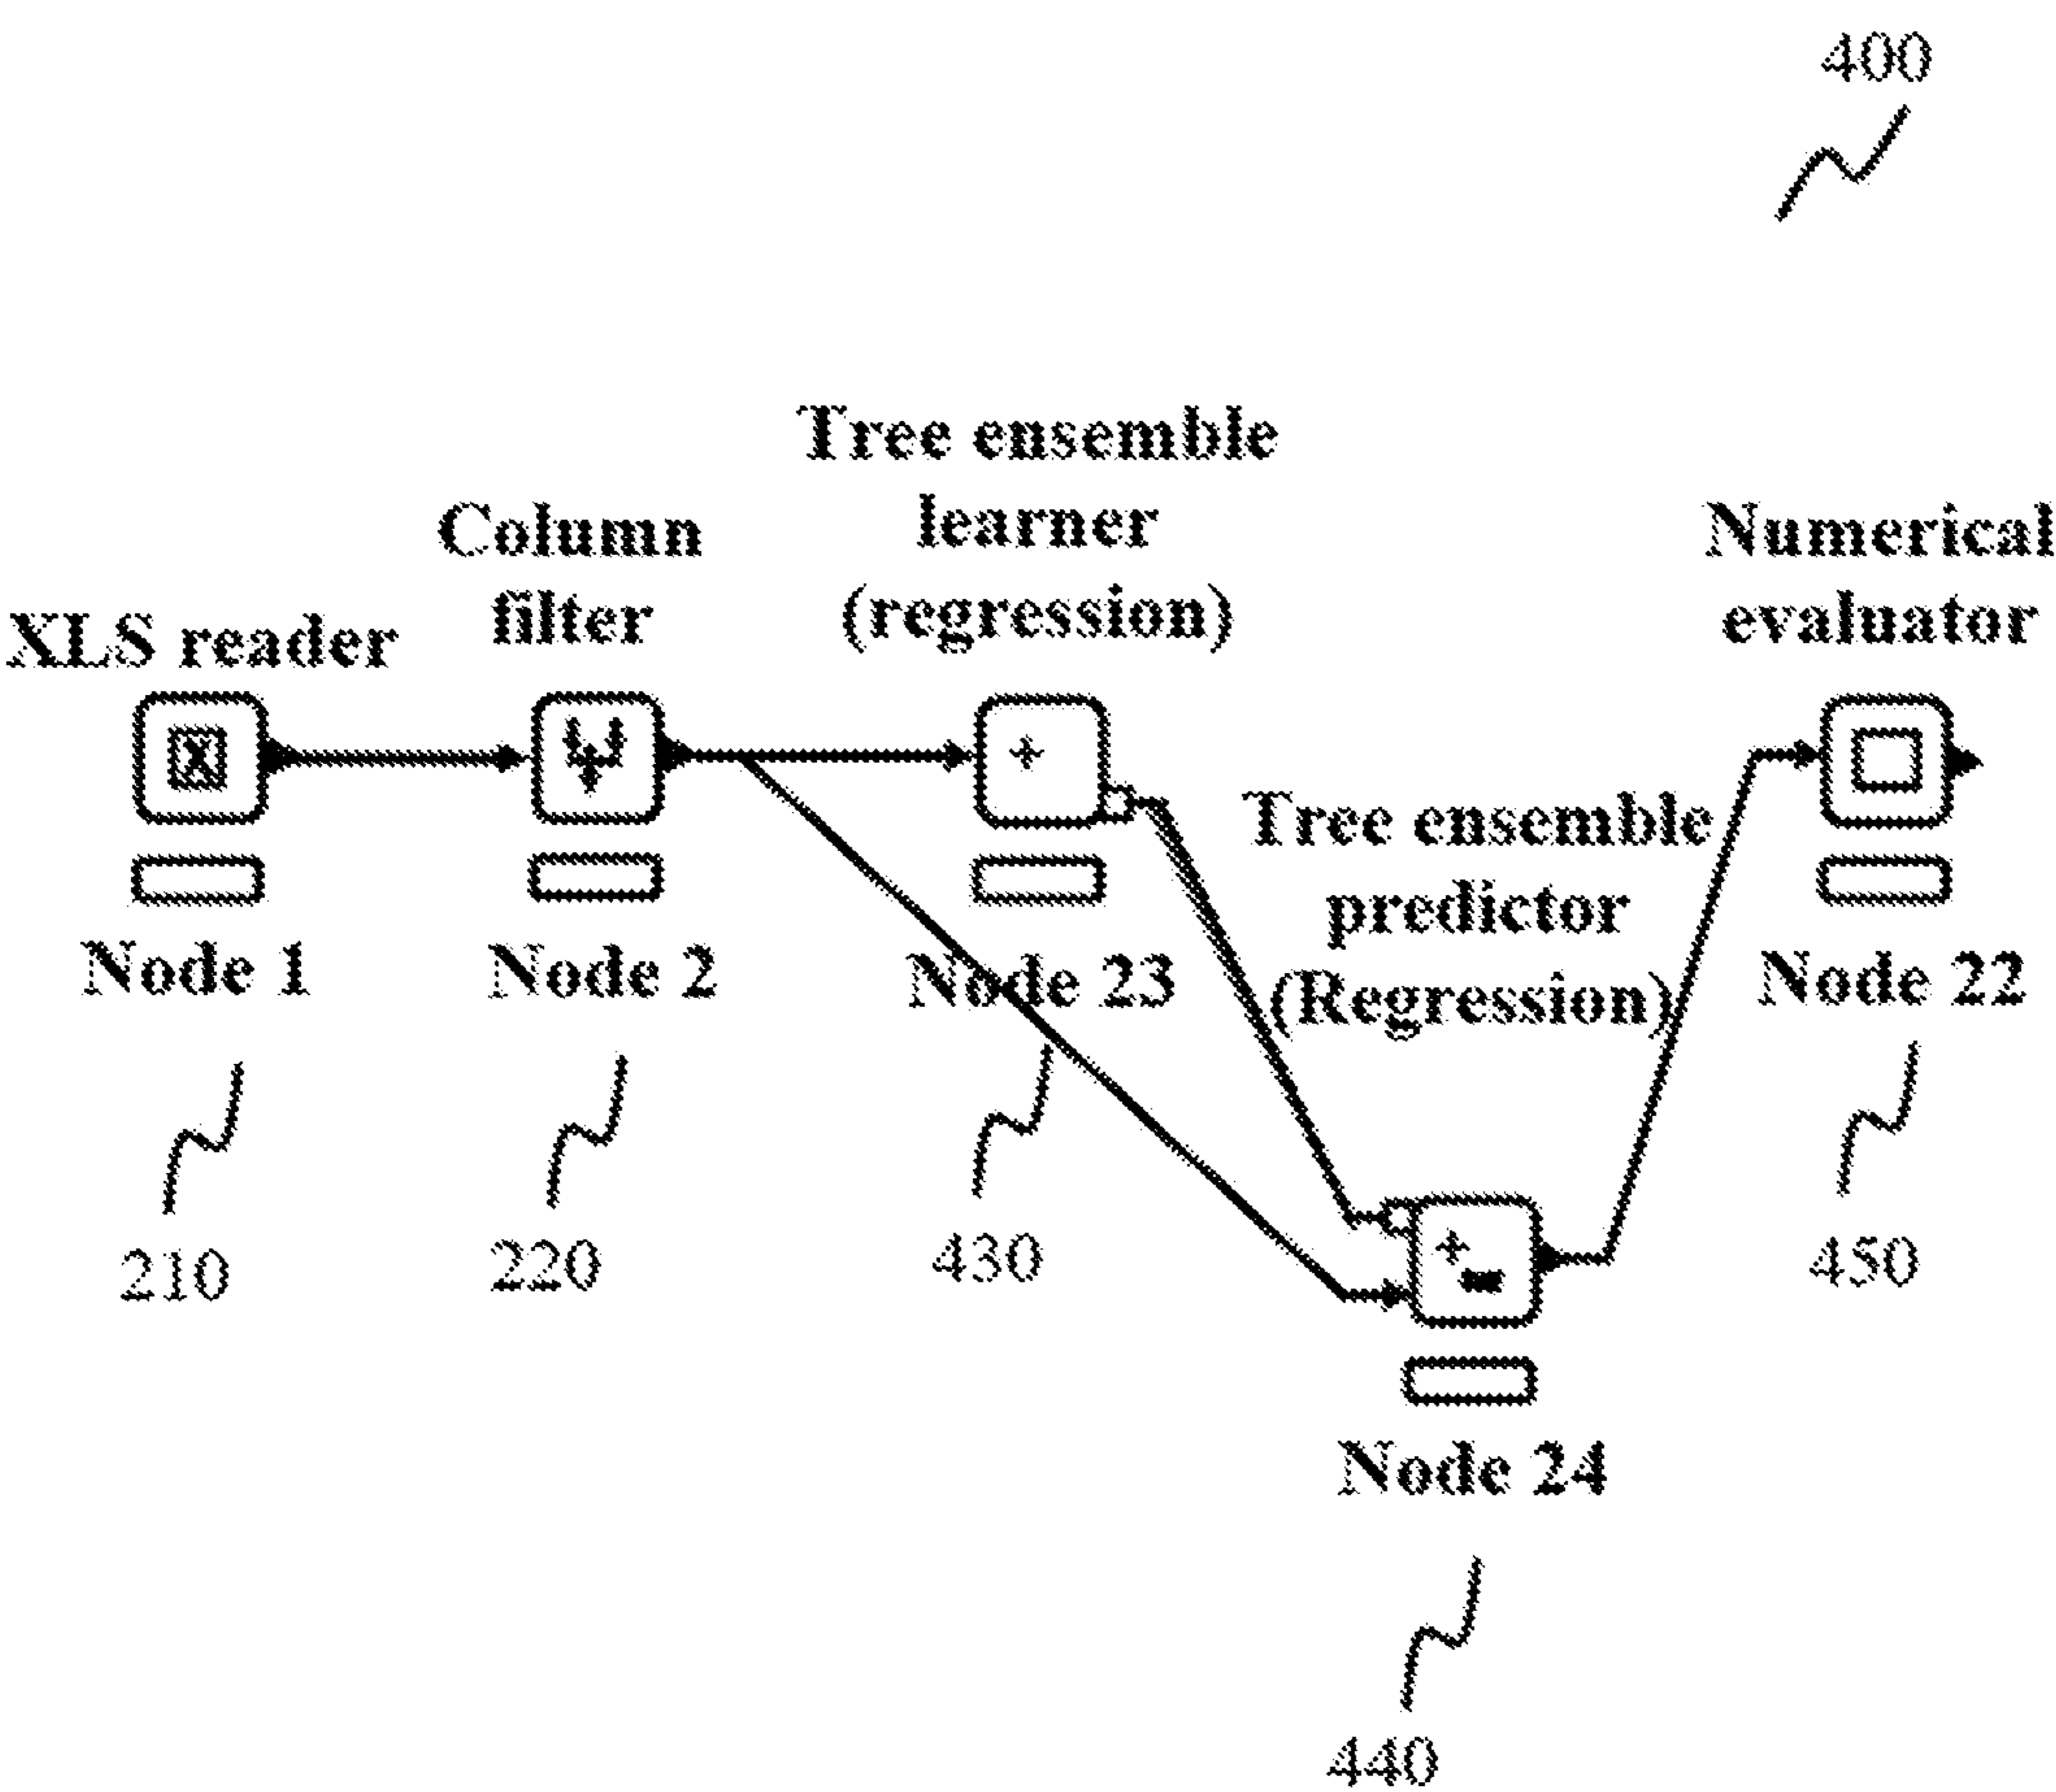 400
Tree ensemble
learner
(regression)
Column
filter
Numerical
evaluator
XLS reader
Tree ensemble
predictor
(Regression)
Node 1
Node 2
Node 23
Node 22
210
220
430
450
Node 24
440